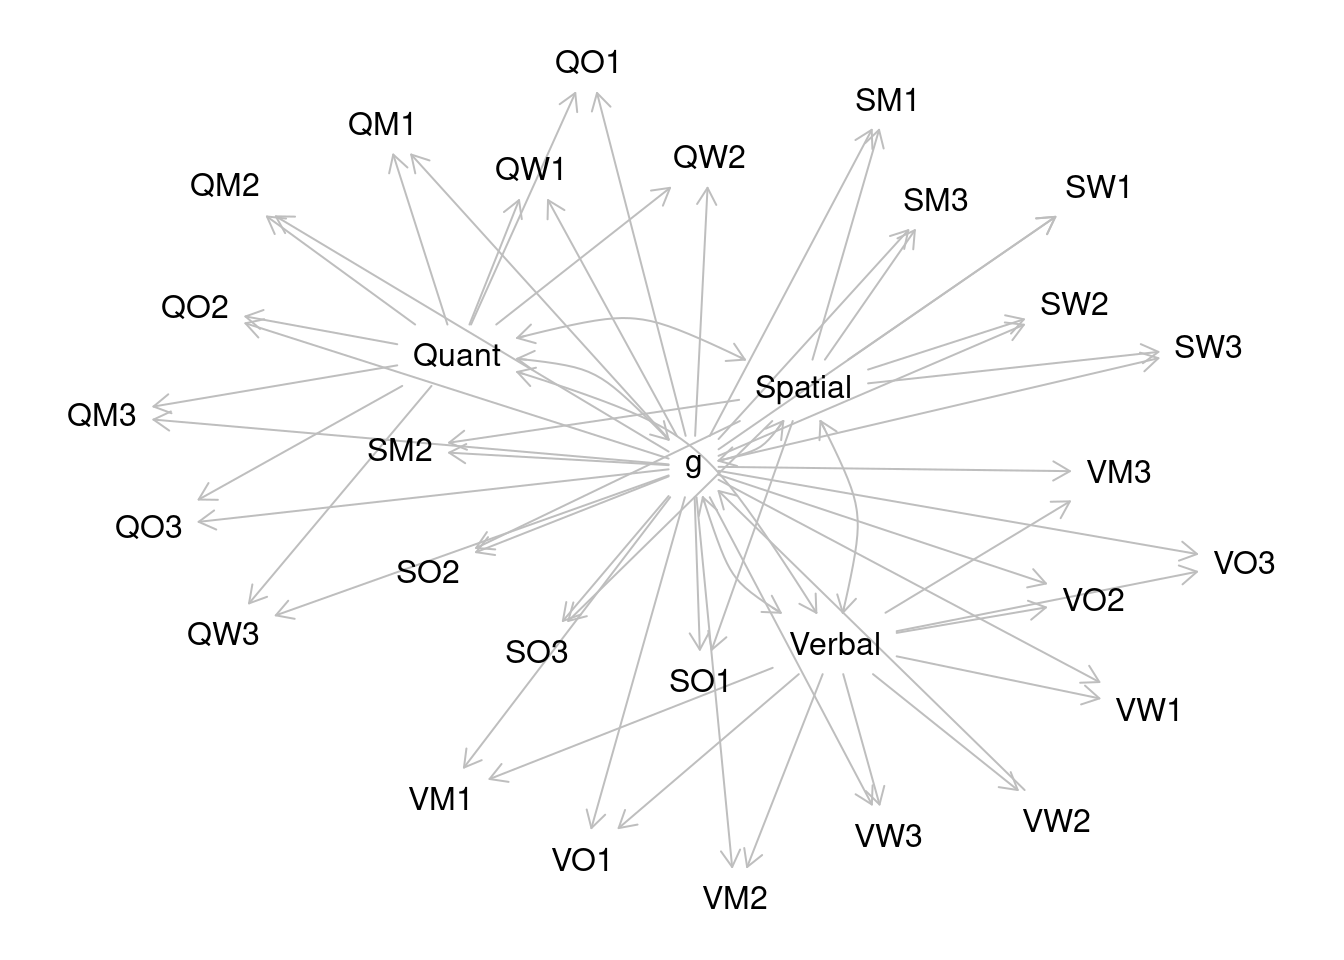 QO1
SM1
QM1
QW1
QW2
QM2
SM3
SW1
QO2
SW2
Quant
SW3
Spatial
QM3
SM2
g
VM3
QO3
SO2
VO3
VO2
QW3
SO3
Verbal
SO1
VW1
VM1
VW2
VW3
VO1
VM2